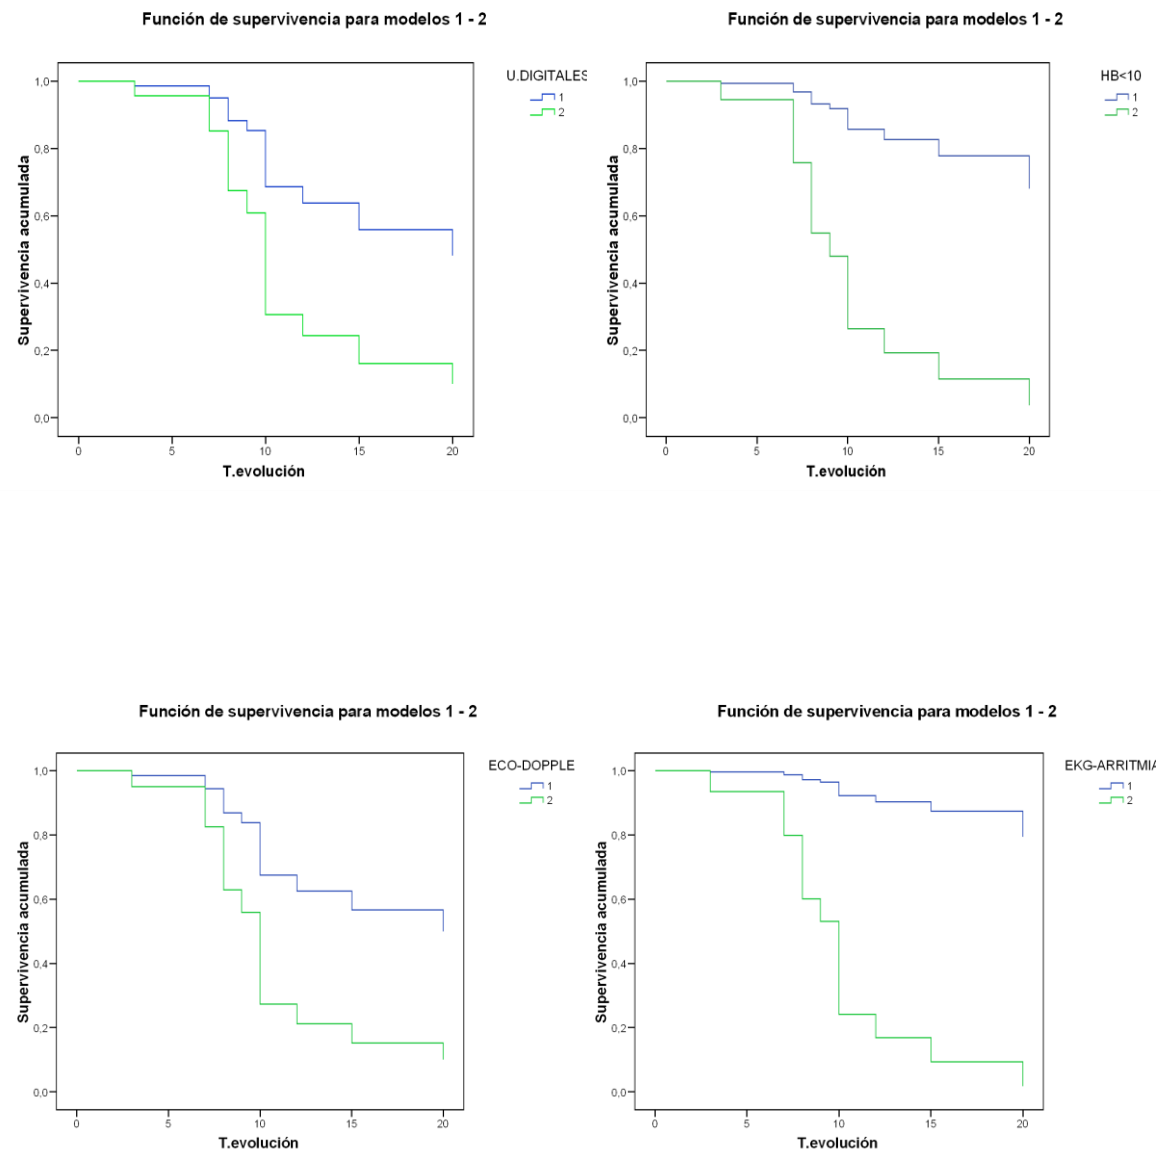 Función de supervivencia para modelos 1 - 2
U.DIGITALES
1
2
1,0
0,8
0,6
0,4
0,2
0,0
Supervivencia acumulada
0 5 10 15 20
T.evolución
Función de supervivencia para modelos 1 - 2
HB<10
1
2
1,0
0,8
0,6
0,4
0,2
0,0
Supervivencia acumulada
0 5 10 15 20
T.evolución
Función de supervivencia para modelos 1 - 2
ECO-DOPPLE
1
2
1,0
0,8
0,6
0,4
0,2
0,0
Supervivencia acumulada
0 5 10 15 20
T.evolución
Función de supervivencia para modelos 1 - 2
EKG-ARRITMIA
1
2
1,0
0,8
0,6
0,4
0,2
0,0
Supervivencia acumulada
0 5 10 15 20
T.evolución